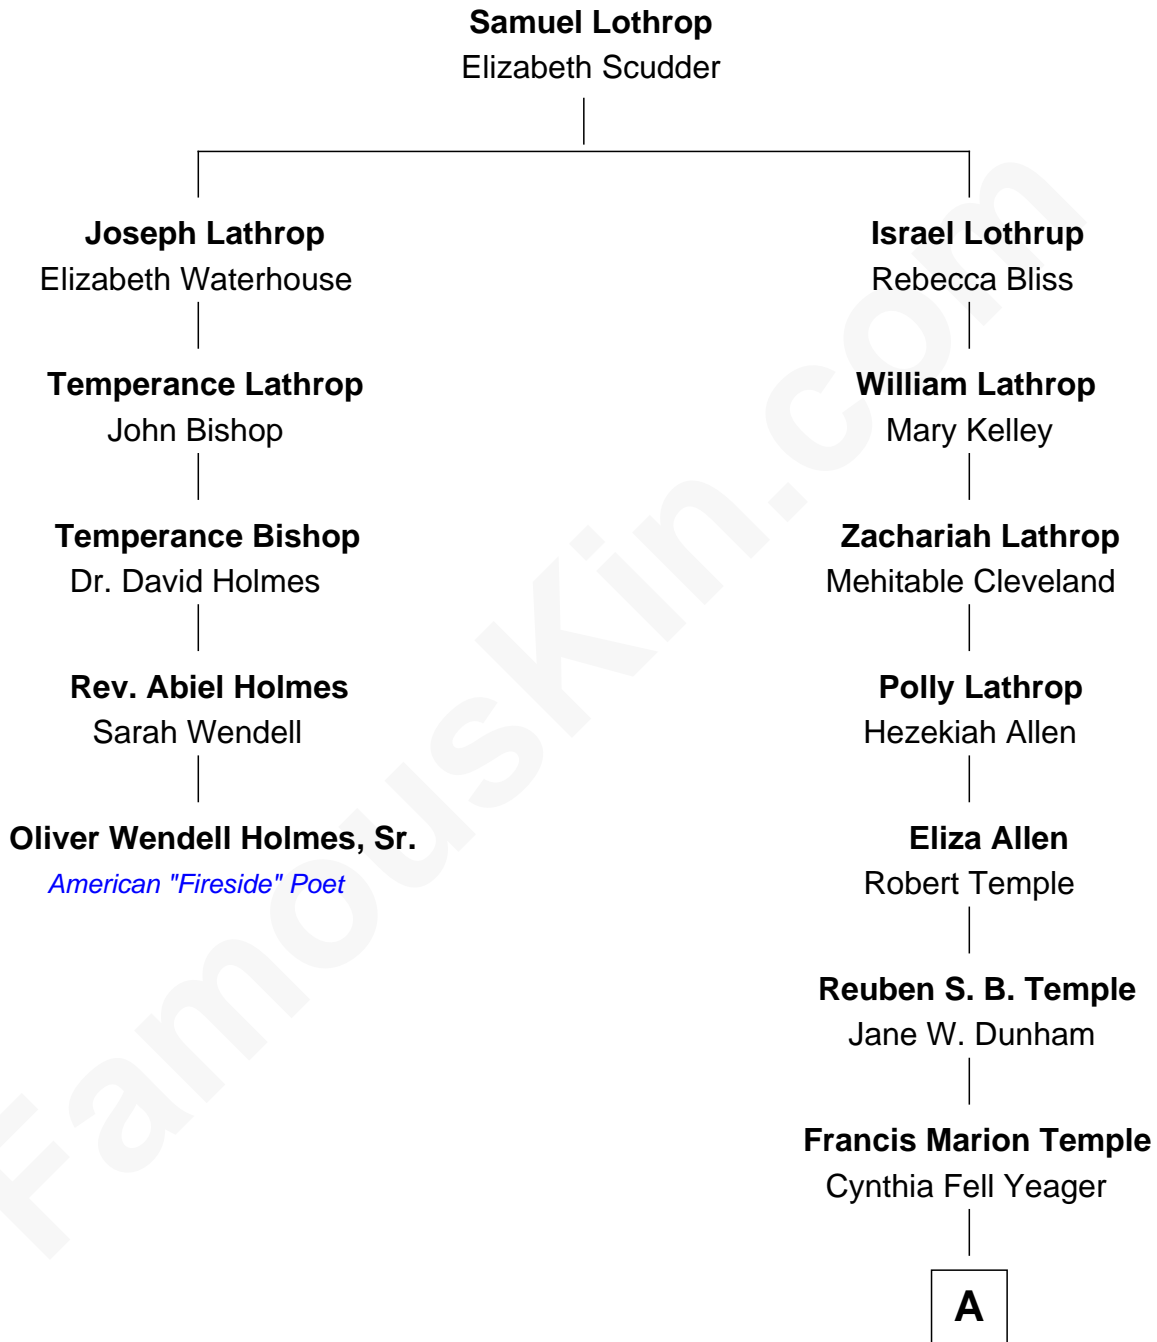 Samuel Lothrop
Elizabeth Scudder
Joseph Lathrop
Elizabeth Waterhouse
Temperance Lathrop
John Bishop
Temperance Bishop
Dr. David Holmes
Rev. Abiel Holmes
Sarah Wendell
Oliver Wendell Holmes, Sr.
American "Fireside" Poet
Israel Lothrup
Rebecca Bliss
William Lathrop
Mary Kelley
Zachariah Lathrop
Mehitable Cleveland
Polly Lathrop
Hezekiah Allen
Eliza Allen
Robert Temple
Reuben S. B. Temple
Jane W. Dunham
Francis Marion Temple
Cynthia Fell Yeager
A
FamousKin.com